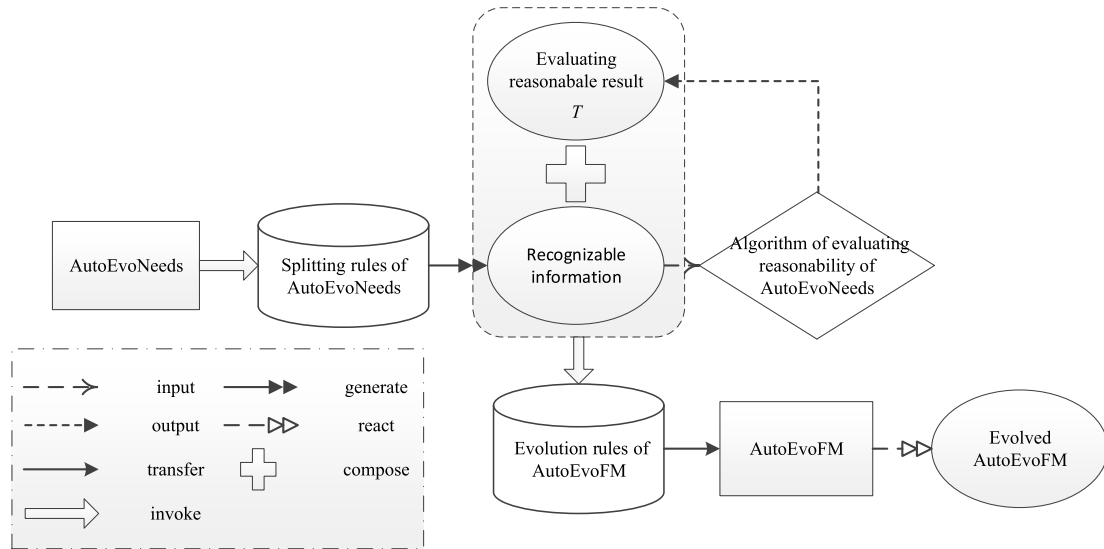 Evaluating
reasonabale result
T
AutoEvoNeeds
Splitting rules of
AutoEvoNeeds
Recognizable
information
Algorithm of evaluating
reasonability of
AutoEvoNeeds
input
generate
output
react
transfer
compose
invoke
Evolution rules of
AutoEvoFM
AutoEvoFM
Evolved
AutoEvoFM